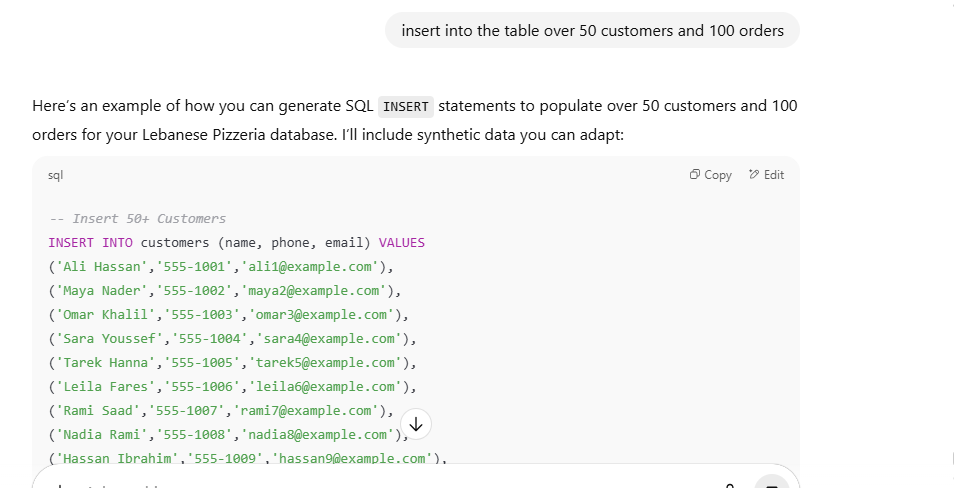 insert into the table over 50 customers and 100 orders
Here's an example of how you can generate SQL INSERT statements to populate over 50 customers and 100
orders for your Lebanese Pizzeria database. I'll include synthetic data you can adapt:
sql
Copy
Edit
-- Insert 50+ Customers
INSERT INTO customers (name, phone, email) VALUES
('Ali Hassan','555-1001','ali1@example.com'),
('Maya Nader','555-1002','maya2@example.com'),
('Omar Khalil','555-1003','omar3@example.com'),
('Sara Youssef','555-1004','sara4@example.com'),
('Tarek Hanna','555-1005','tarek5@example.com'),
('Leila Fares','555-1006','leila6@example.com'),
('Rami Saad','555-1007','rami7@example.com'),
('Nadia Rami','555-1008','nadia8@example.com'),
('Hassan Ibrahim','555-1009','hassan9@example.com'),